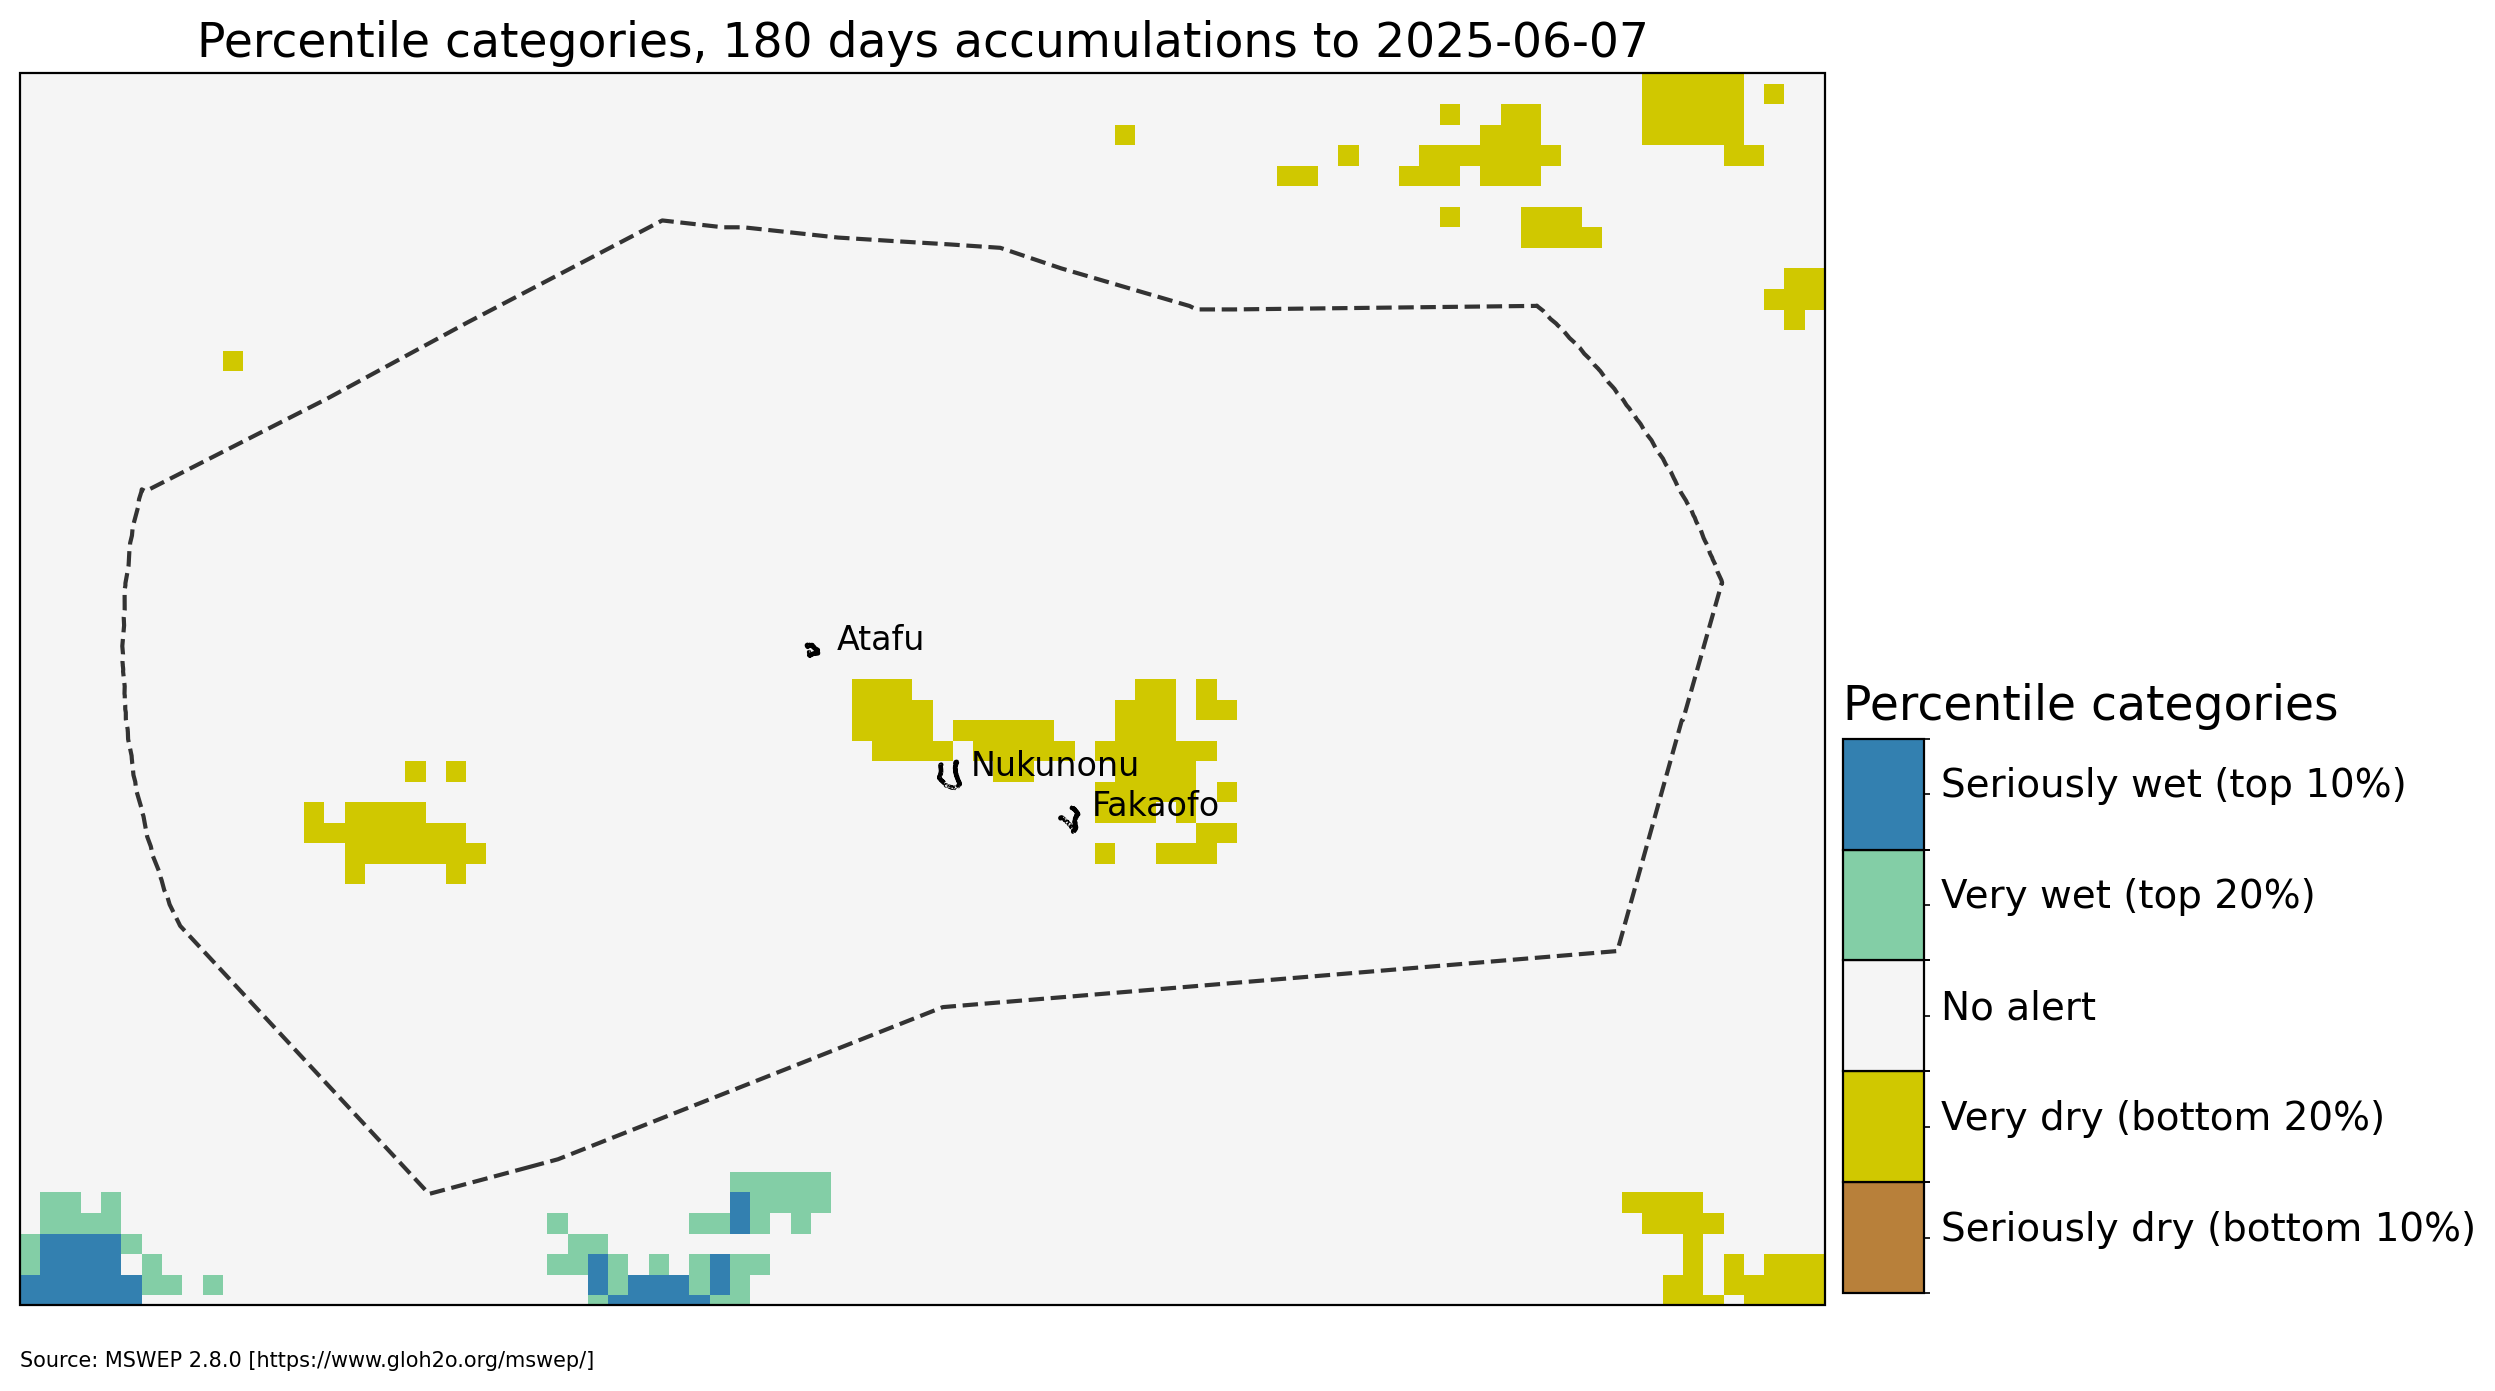 Percentile categories, 180 days accumulations to 2025-06-07
Atafu
Nukunonu
Fakaofo
Percentile categories
Seriously wet (top 10%)
Very wet (top 20%)
No alert
Very dry (bottom 20%)
Seriously dry (bottom 10%)
Source: MSWEP 2.8.0 [https://www.gloh2o.org/mswep/]